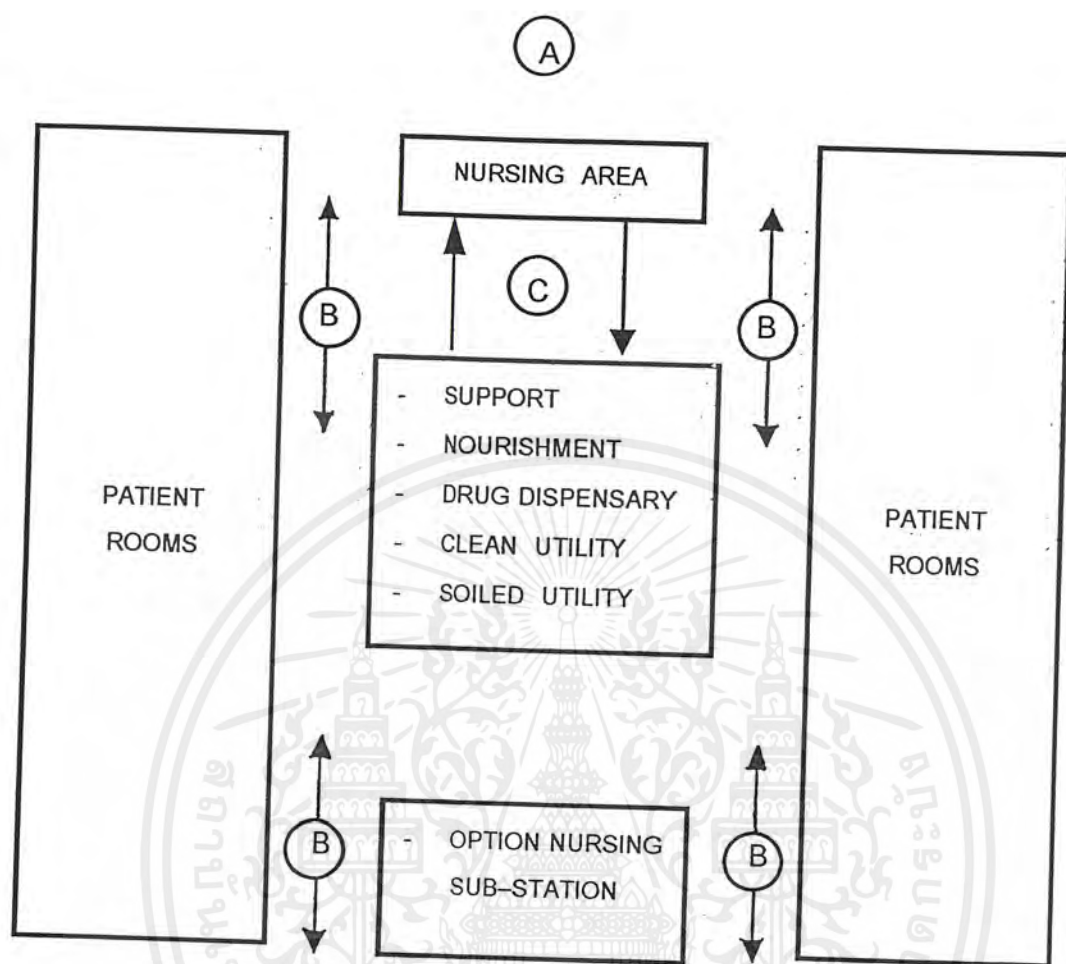 A
NURSING AREA
C
B
B
- SUPPORT
- NOURISHMENT
- DRUG DISPENSARY
- CLEAN UTILITY
- SOILED UTILITY
PATIENT
ROOMS
PATIENT
ROOMS
B
B
- OPTION NURSING
SUB–STATION